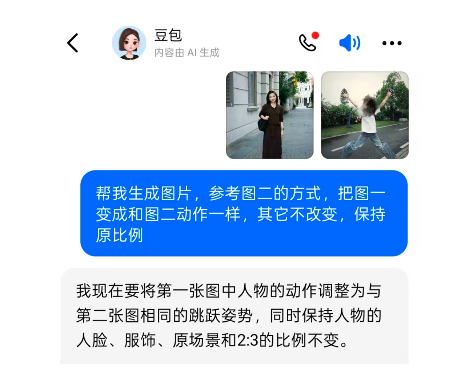 豆包
内容由 AI 生成
帮我生成图片，参考图二的方式，把图一
变成和图二动作一样，其它不改变，保持
原比例
我现在要将第一张图中人物的动作调整为与
第二张图相同的跳跃姿势，同时保持人物的
人脸、服饰、原场景和2:3的比例不变。